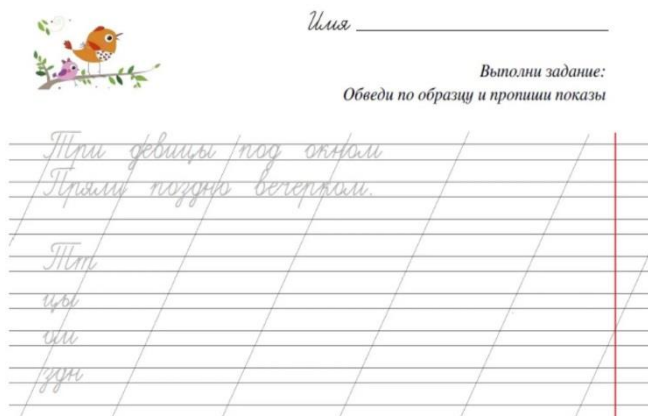 Имя
Выполни задание:
Обведи по образцу и пропиши показы
Три девицы под окном
Пряли поздно вечерком.
Тт
цы
ом
здн